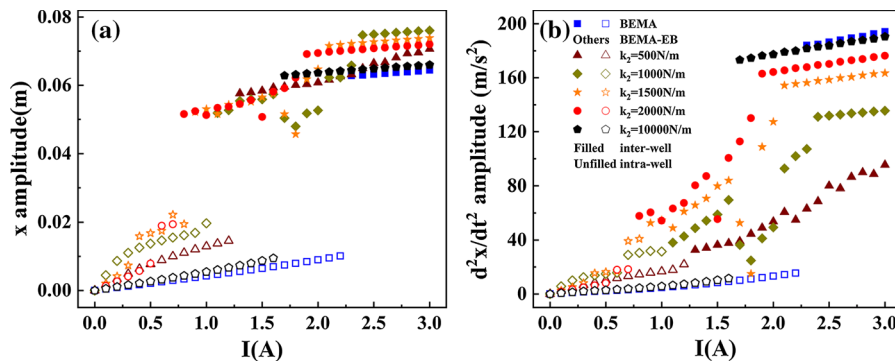 (a)
x amplitude(m)
0.08
0.06
0.04
0.02
0.00
0.0 0.5 1.0 1.5 2.0 2.5 3.0
I(A)
(b)
d²x/dt² amplitude (m/s²)
200
160
120
80
40
0
BEMA
Others BEMA-EB
k₂=500N/m
k₂=1000N/m
k₂=1500N/m
k₂=2000N/m
k₂=10000N/m
Filled inter-well
Unfilled intra-well
0.0 0.5 1.0 1.5 2.0 2.5 3.0
I(A)